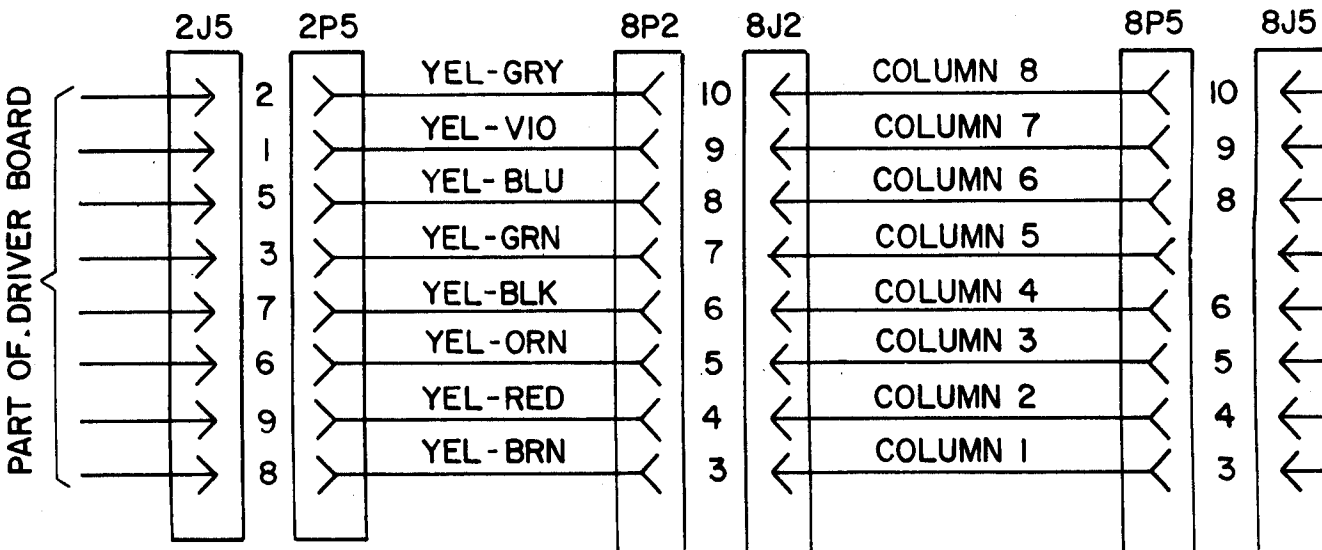 2J5 2P5 8P2 8J2 8P5 8J5
PART OF.DRIVER BOARD
2 YEL-GRY 10 COLUMN 8 10
1 YEL-VIO 9 COLUMN 7 9
5 YEL-BLU 8 COLUMN 6 8
3 YEL-GRN 7 COLUMN 5
7 YEL-BLK 6 COLUMN 4 6
6 YEL-ORN 5 COLUMN 3 5
9 YEL-RED 4 COLUMN 2 4
8 YEL-BRN 3 COLUMN 1 3